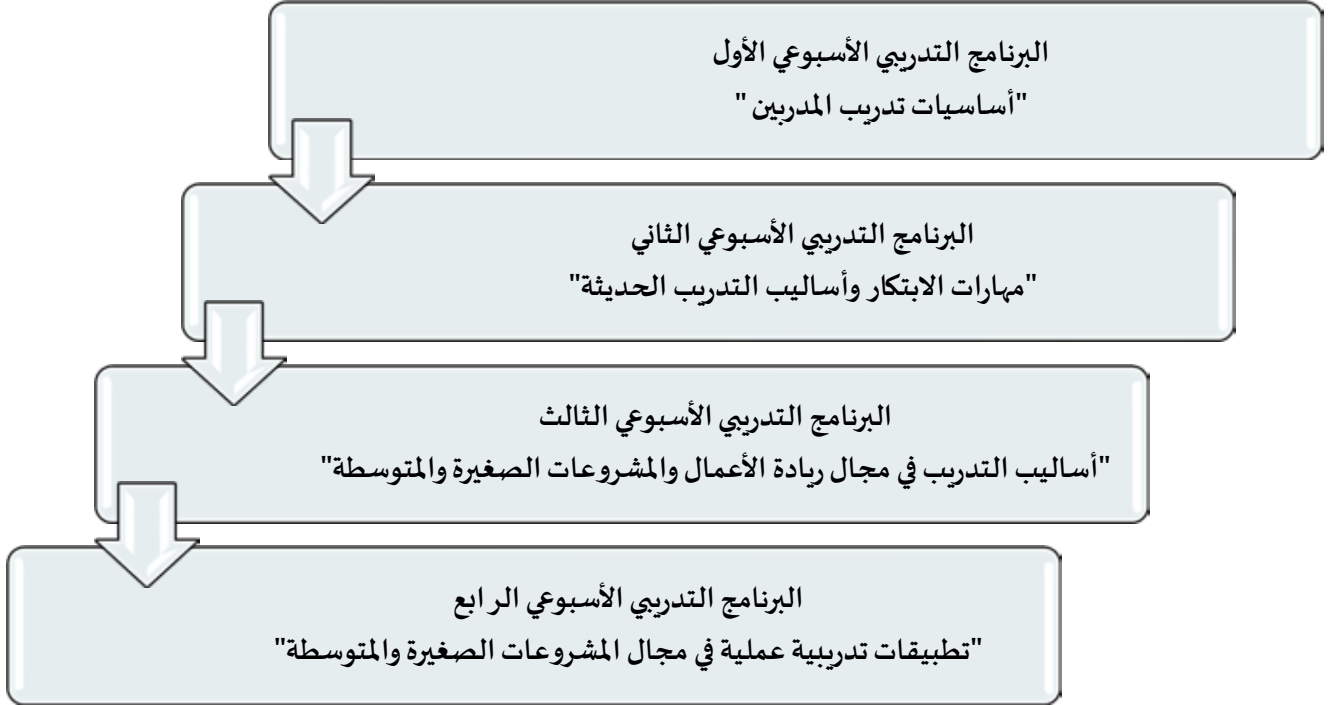 البرنامج التدريبي الأسبوعي الأول
"أساسيات تدريب المدربين "
البرنامج التدريبي الأسبوعي الثاني
"مهارات الابتكار وأساليب التدريب الحديثة"
البرنامج التدريبي الأسبوعي الثالث
"أساليب التدريب في مجال ريادة الأعمال والمشروعات الصغيرة والمتوسطة"
البرنامج التدريبي الأسبوعي الرابع
"تطبيقات تدريبية عملية في مجال المشروعات الصغيرة والمتوسطة"